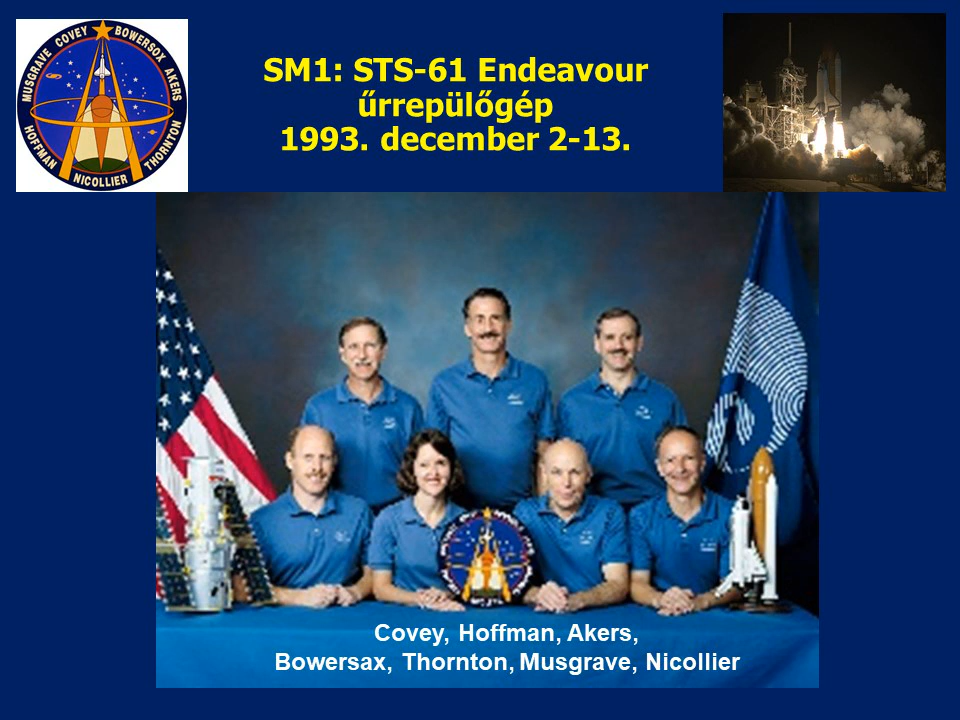 MUSGRAVE COVEY BOWERSOX AKERS
HOFFMAN NICOLLIER THORNTON
SM1: STS-61 Endeavour
űrrepülőgép
1993. december 2-13.
Covey, Hoffman, Akers,
Bowersax, Thornton, Musgrave, Nicollier